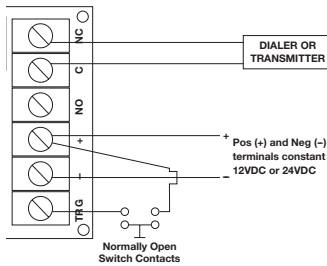 NC
C
NO
+
–
TRG
DIALER OR
TRANSMITTER
+ Pos (+) and Neg (–)
terminals constant
– 12VDC or 24VDC
Normally Open
Switch Contacts